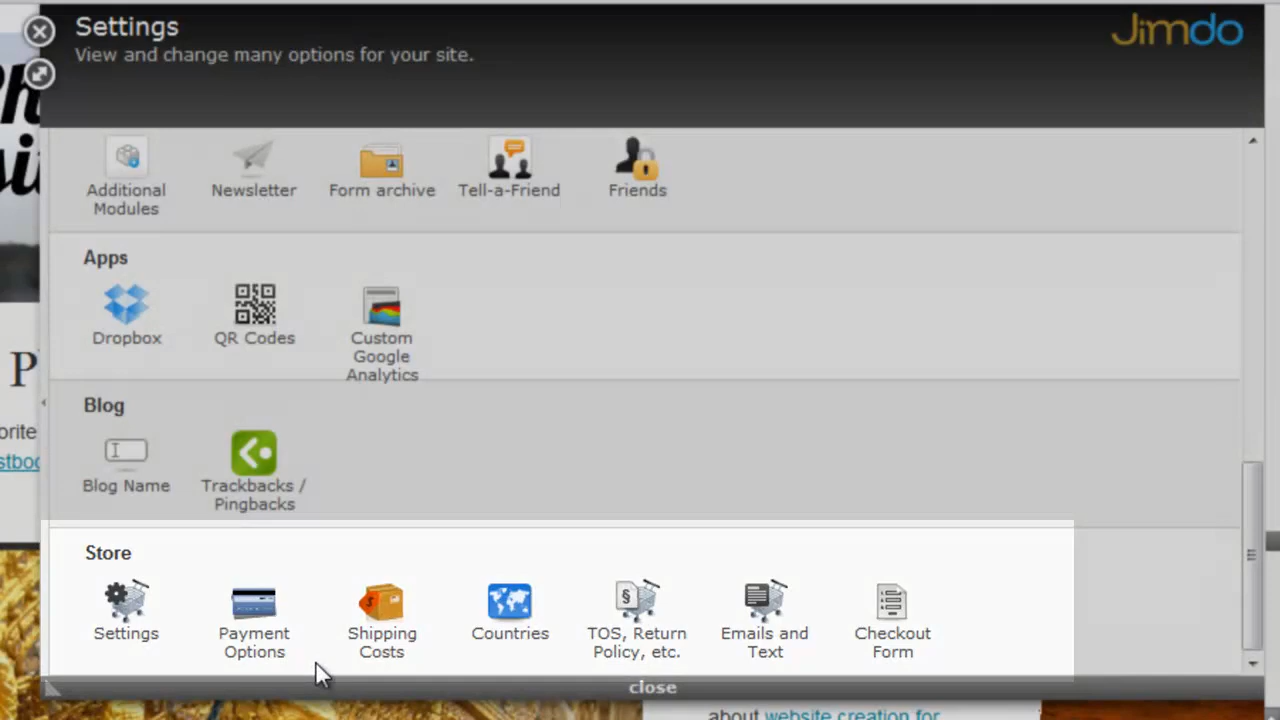 Settings
View and change many options for your site.
Jimdo
Additional
Modules
Newsletter
Form archive
Tell-a-Friend
Friends
Apps
Dropbox
QR Codes
Custom
Google
Analytics
Blog
Blog Name
Trackbacks /
Pingbacks
Store
Settings
Payment
Options
Shipping
Costs
Countries
TOS, Return
Policy, etc.
Emails and
Text
Checkout
Form
close
about website creation for